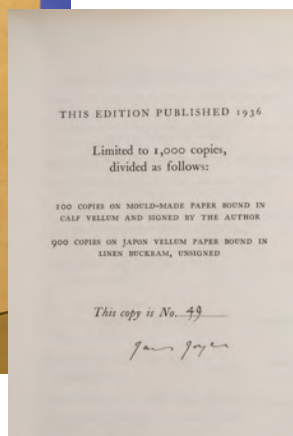 THIS EDITION PUBLISHED 1936
Limited to 1,000 copies,
divided as follows:
100 COPIES ON MOULD-MADE PAPER BOUND IN
CALF VELLUM AND SIGNED BY THE AUTHOR
900 COPIES ON JAPON VELLUM PAPER BOUND IN
LINEN BUCKRAM, UNSIGNED
This copy is No. 49
James Joyce